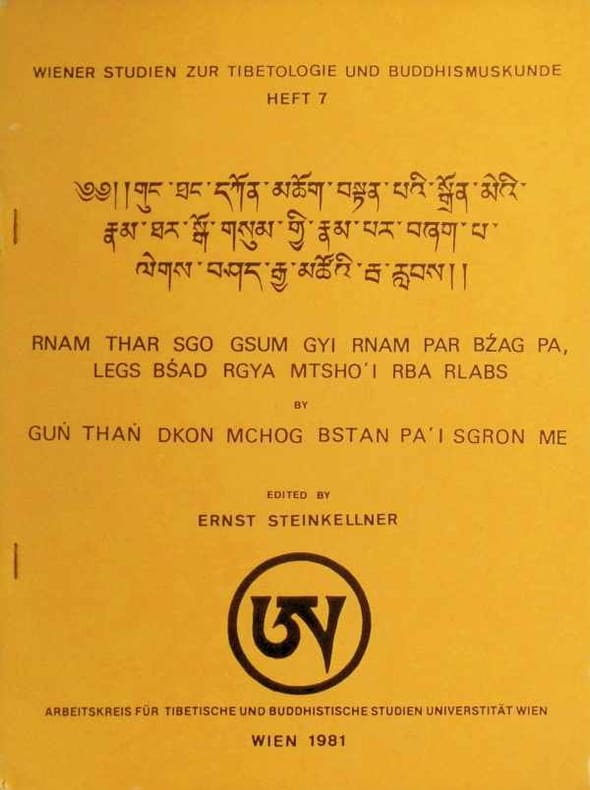 WIENER STUDIEN ZUR TIBETOLOGIE UND BUDDHISMUSKUNDE
HEFT 7
༄༅།།གུང་ཐང་དཀོན་མཆོག་བསྟན་པའི་སྒྲོན་མེའི་
རྣམ་ཐར་སྒོ་གསུམ་གྱི་རྣམ་པར་བཞག་པ་
ལེགས་བཤད་རྒྱ་མཚོའི་རྦ་རླབས།།
RNAM THAR SGO GSUM GYI RNAM PAR BŹAG PA,
LEGS BŚAD RGYA MTSHO'I RBA RLABS
BY
GUṄ THAṄ DKON MCHOG BSTAN PA'I SGRON ME
EDITED BY
ERNST STEINKELLNER
ཨ
ARBEITSKREIS FÜR TIBETISCHE UND BUDDHISTISCHE STUDIEN UNIVERSTITÄT WIEN
WIEN 1981